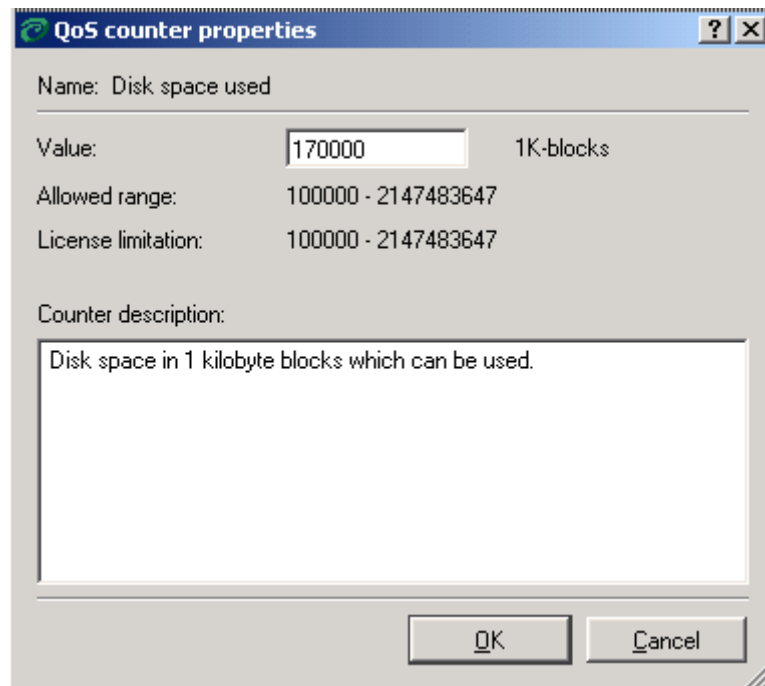 QoS counter properties
Name: Disk space used
Value: 170000 1K-blocks
Allowed range: 100000 - 2147483647
License limitation: 100000 - 2147483647
Counter description:
Disk space in 1 kilobyte blocks which can be used.
OK Cancel